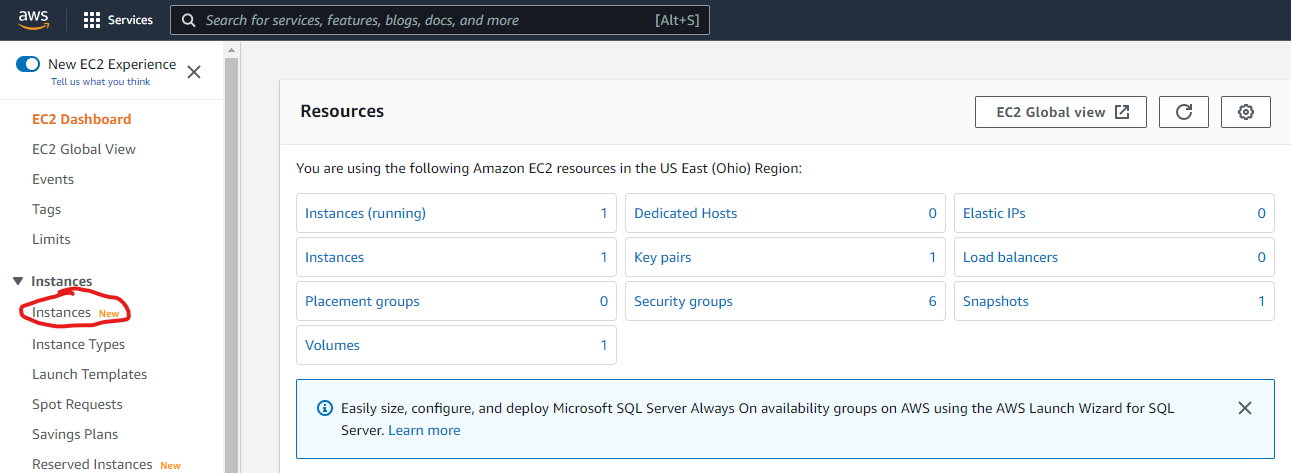 aws
Services
Search for services, features, blogs, docs, and more [Alt+S]
New EC2 Experience
Tell us what you think
EC2 Dashboard
EC2 Global View
Events
Tags
Limits
Instances
Instances New
Instance Types
Launch Templates
Spot Requests
Savings Plans
Reserved Instances New
Resources
EC2 Global view
You are using the following Amazon EC2 resources in the US East (Ohio) Region:
Instances (running) 1
Dedicated Hosts 0
Elastic IPs 0
Instances 1
Key pairs 1
Load balancers 0
Placement groups 0
Security groups 6
Snapshots 1
Volumes 1
Easily size, configure, and deploy Microsoft SQL Server Always On availability groups on AWS using the AWS Launch Wizard for SQL
Server. Learn more